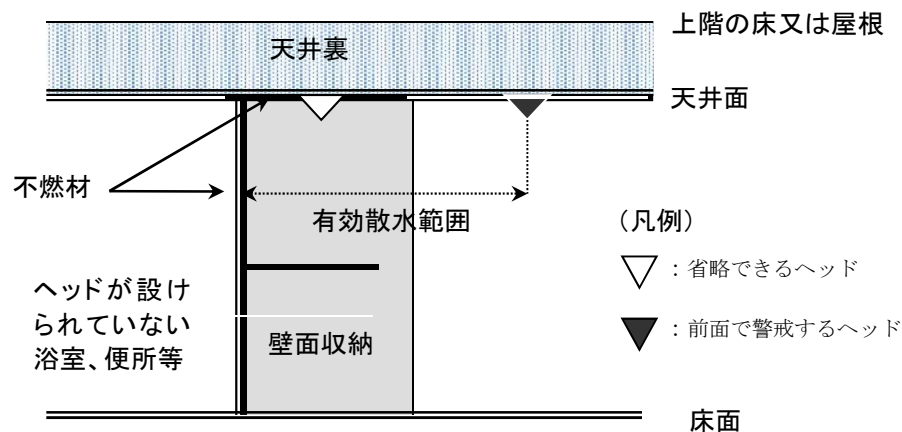 上階の床又は屋根
天井裏
天井面
不燃材
有効散水範囲
（凡例）
：省略できるヘッド
：前面で警戒するヘッド
ヘッドが設け
られていない
浴室、便所等
壁面収納
床面